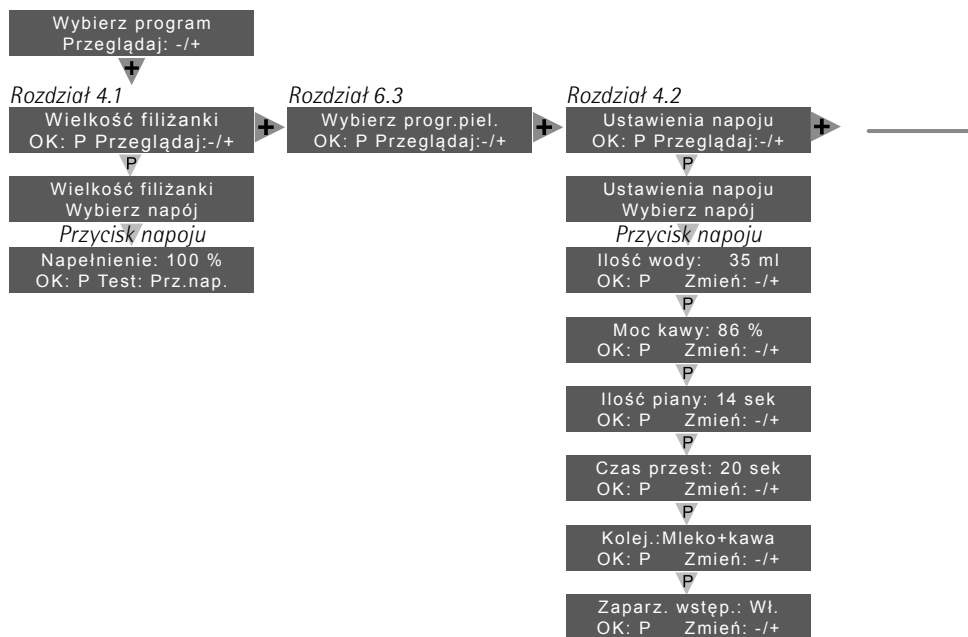 Wybierz program
Przeglądaj: -/+
+
Rozdział 4.1
Wielkość filiżanki
OK: P Przeglądaj:-/+
P
Wielkość filiżanki
Wybierz napój
Przycisk napoju
Napełnienie: 100 %
OK: P Test: Prz.nap.
+
Rozdział 6.3
Wybierz progr.piel.
OK: P Przeglądaj:-/+
+
Rozdział 4.2
Ustawienia napoju
OK: P Przeglądaj:-/+
+
P
Ustawienia napoju
Wybierz napój
Przycisk napoju
Ilość wody: 35 ml
OK: P Zmień: -/+
P
Moc kawy: 86 %
OK: P Zmień: -/+
P
Ilość piany: 14 sek
OK: P Zmień: -/+
P
Czas przest: 20 sek
OK: P Zmień: -/+
P
Kolej.:Mleko+kawa
OK: P Zmień: -/+
P
Zaparz. wstęp.: Wł.
OK: P Zmień: -/+